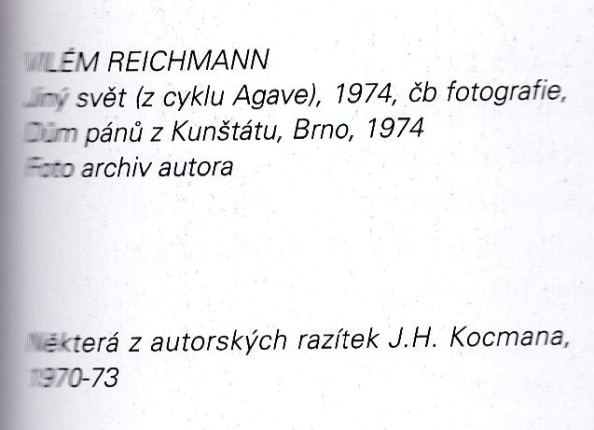 VILÉM REICHMANN
Jiný svět (z cyklu Agave), 1974, čb fotografie,
Dům pánů z Kunštátu, Brno, 1974
Foto archiv autora
Některá z autorských razítek J.H. Kocmana,
1970-73